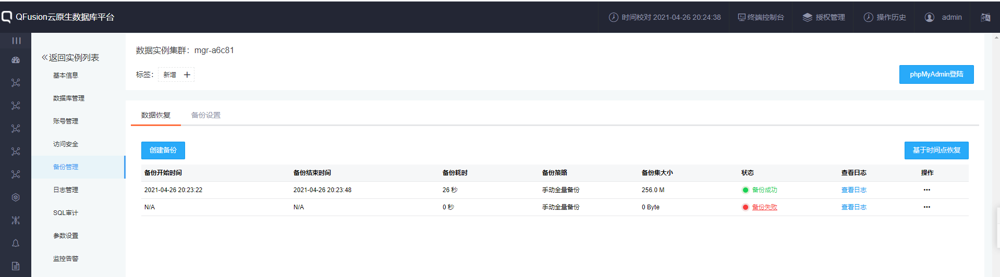 QFusion云原生数据库平台
时间校对 2021-04-26 20:24:38
终端控制台
授权管理
操作历史
admin
返回实例列表
基本信息
数据库管理
账号管理
访问安全
备份管理
日志管理
SQL审计
参数设置
监控告警
数据实例集群：mgr-a6c81
标签：
新增
phpMyAdmin登陆
数据恢复 备份设置
创建备份
基于时间点恢复
备份开始时间 备份结束时间 备份耗时 备份策略 备份集大小 状态 查看日志 操作
2021-04-26 20:23:22 2021-04-26 20:23:48 26 秒 手动全量备份 256.0 M 备份成功 查看日志 •••
N/A N/A 0 秒 手动全量备份 0 Byte 备份失败 查看日志 •••